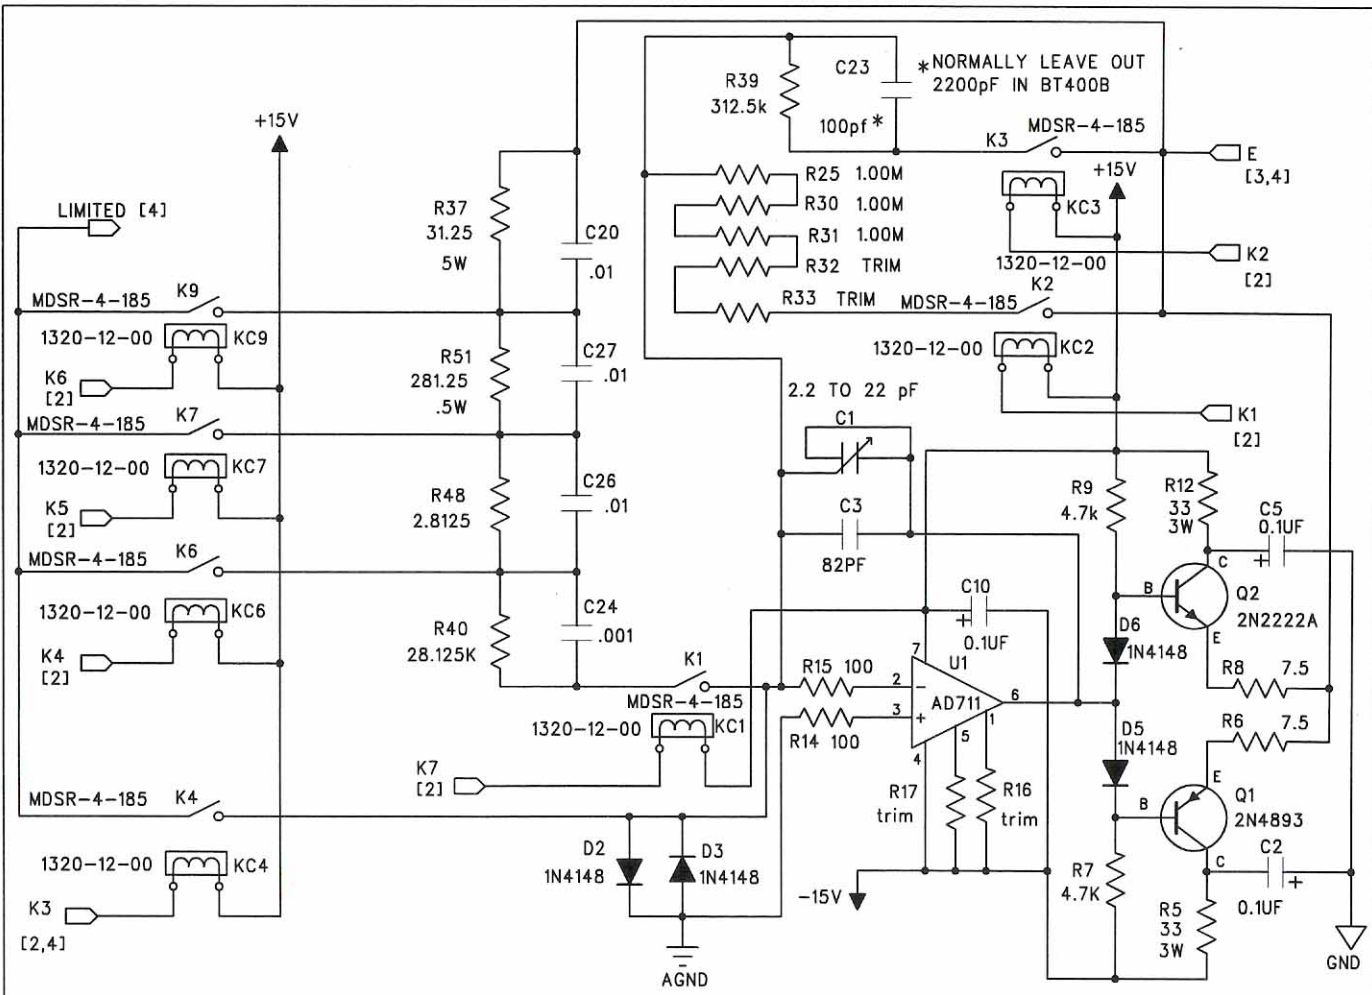 C23
*NORMALLY LEAVE OUT
2200pF IN BT400B
R39
312.5k
100pf*
K3
MDSR-4-185
E
[3,4]
+15V
+15V
R25 1.00M
R30 1.00M
R31 1.00M
R32 TRIM
R33 TRIM
KC3
1320-12-00
K2
[2]
LIMITED [4]
R37
31.25
5W
C20
.01
MDSR-4-185
K2
K9
MDSR-4-185
1320-12-00
KC9
K6
[2]
R51
281.25
.5W
C27
.01
1320-12-00
KC2
K1
[2]
2.2 TO 22 pF
C1
MDSR-4-185
K7
1320-12-00
KC7
K5
[2]
R48
2.8125
C26
.01
C3
82PF
R9
4.7k
R12
33
3W
C5
0.1UF
+
MDSR-4-185
K6
1320-12-00
KC6
K4
[2]
R40
28.125K
C24
.001
C10
+
0.1UF
C
B
E
Q2
2N2222A
D6
1N4148
R8 7.5
K1
MDSR-4-185
1320-12-00
KC1
K7
[2]
R15 100
R14 100
7
U1
2
−
AD711
6
3
+
1
5
4
R17
trim
R16
trim
D5
1N4148
R6 7.5
E
B
C
Q1
2N4893
MDSR-4-185
K4
1320-12-00
KC4
K3
[2,4]
D2
1N4148
D3
1N4148
-15V
R7
4.7K
C2
+
0.1UF
R5
33
3W
AGND
GND